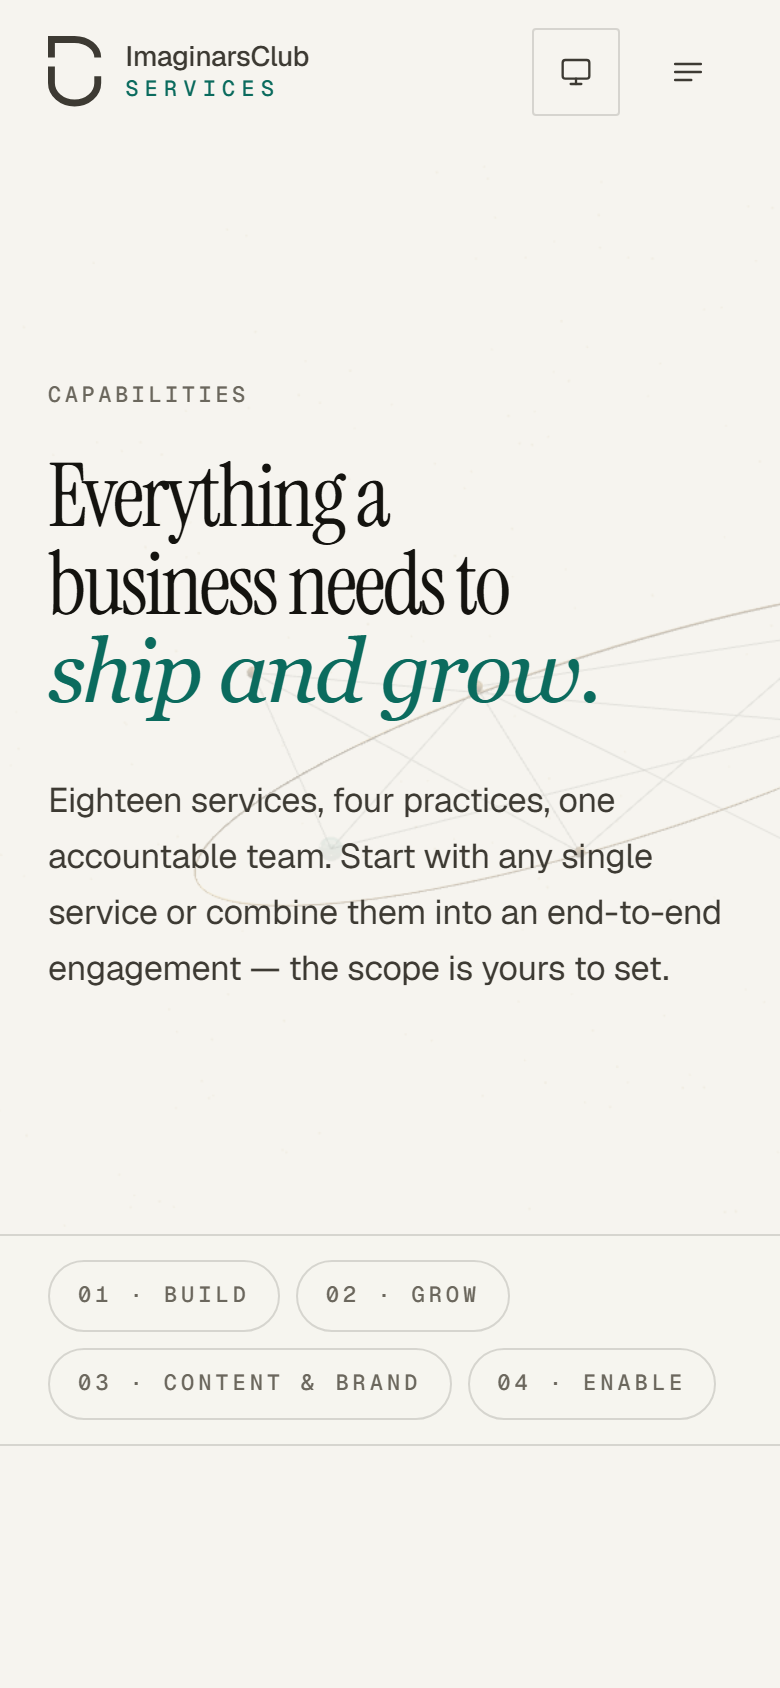 ImaginarsClub
SERVICES
CAPABILITIES
Everything a
business needs to
ship and grow.
Eighteen services, four practices, one
accountable team. Start with any single
service or combine them into an end-to-end
engagement — the scope is yours to set.
01 · BUILD
02 · GROW
03 · CONTENT & BRAND
04 · ENABLE